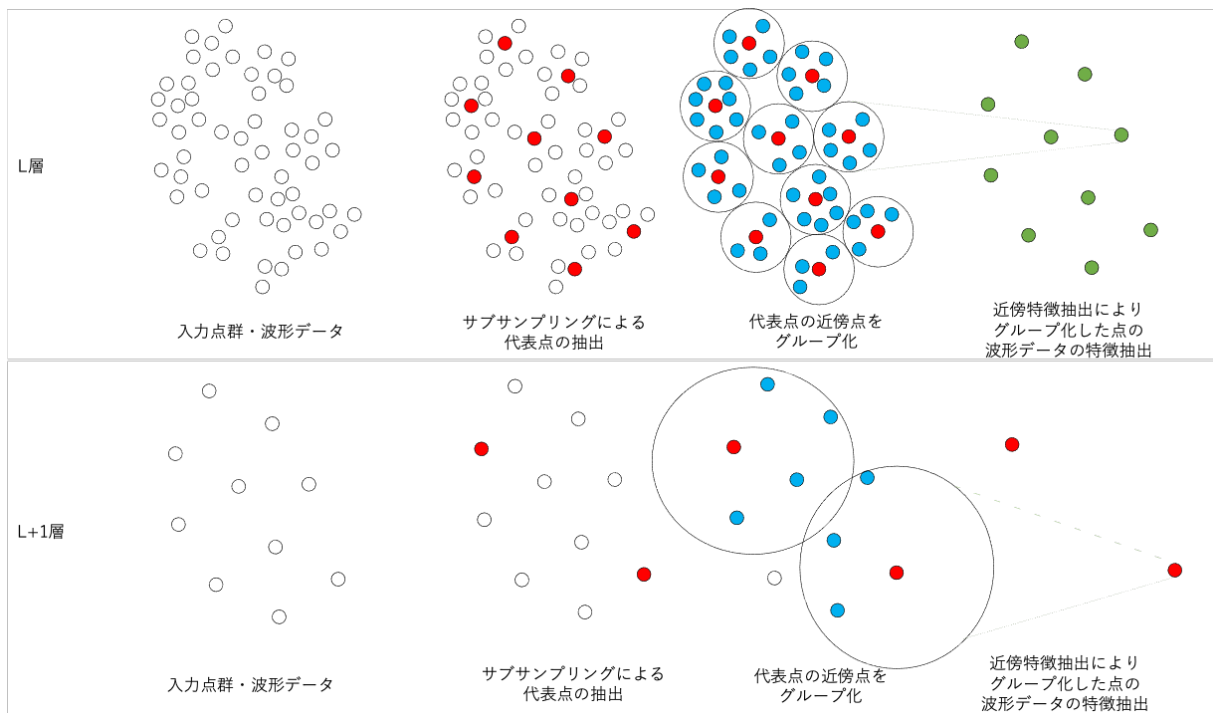 L層
入力点群・波形データ
サブサンプリングによる
代表点の抽出
代表点の近傍点を
グループ化
近傍特徴抽出により
グループ化した点の
波形データの特徴抽出
L+1層
入力点群・波形データ
サブサンプリングによる
代表点の抽出
代表点の近傍点を
グループ化
近傍特徴抽出により
グループ化した点の
波形データの特徴抽出